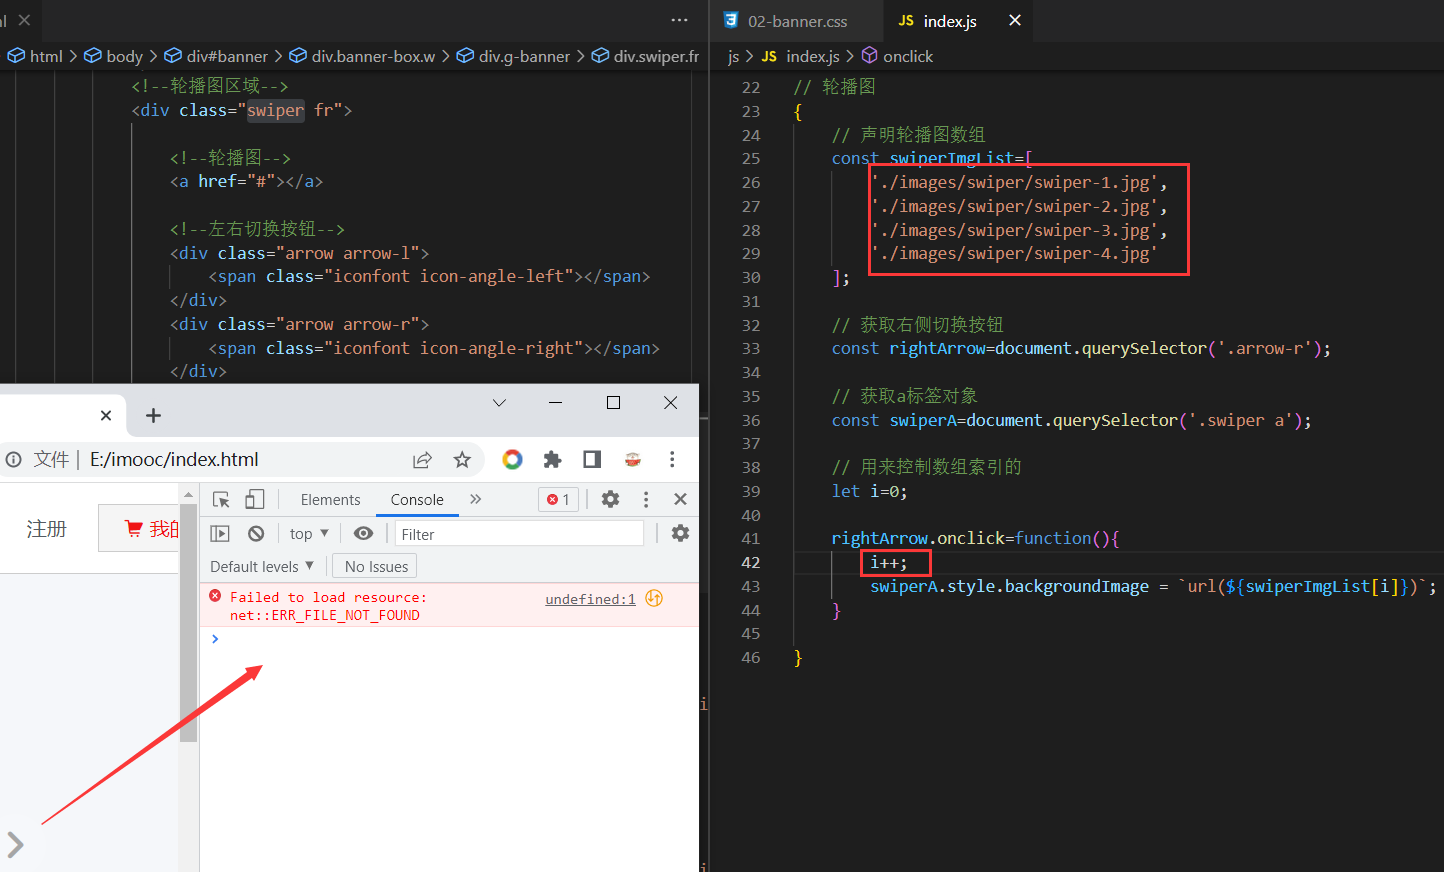 html > body > div#banner > div.banner-box.w > div.g-banner > div.swiper.fr
<!--轮播图区域-->
<div class="swiper fr">
<!--轮播图-->
<a href="#"></a>
<!--左右切换按钮-->
<div class="arrow arrow-l">
<span class="iconfont icon-angle-left"></span>
</div>
<div class="arrow arrow-r">
<span class="iconfont icon-angle-right"></span>
</div>
文件 | E:/imooc/index.html
注册
我的
Elements Console » 1
top ▼ Filter
Default levels ▼ No Issues
Failed to load resource: undefined:1
net::ERR_FILE_NOT_FOUND
>
02-banner.css JS index.js
js > JS index.js > onclick
22 // 轮播图
23 {
24 // 声明轮播图数组
25 const swiperImgList=[
26 './images/swiper/swiper-1.jpg',
27 './images/swiper/swiper-2.jpg',
28 './images/swiper/swiper-3.jpg',
29 './images/swiper/swiper-4.jpg'
30 ];
31
32 // 获取右侧切换按钮
33 const rightArrow=document.querySelector('.arrow-r');
34
35 // 获取a标签对象
36 const swiperA=document.querySelector('.swiper a');
37
38 // 用来控制数组索引的
39 let i=0;
40
41 rightArrow.onclick=function(){
42 i++;
43 swiperA.style.backgroundImage = `url(${swiperImgList[i]})`;
44 }
45
46 }